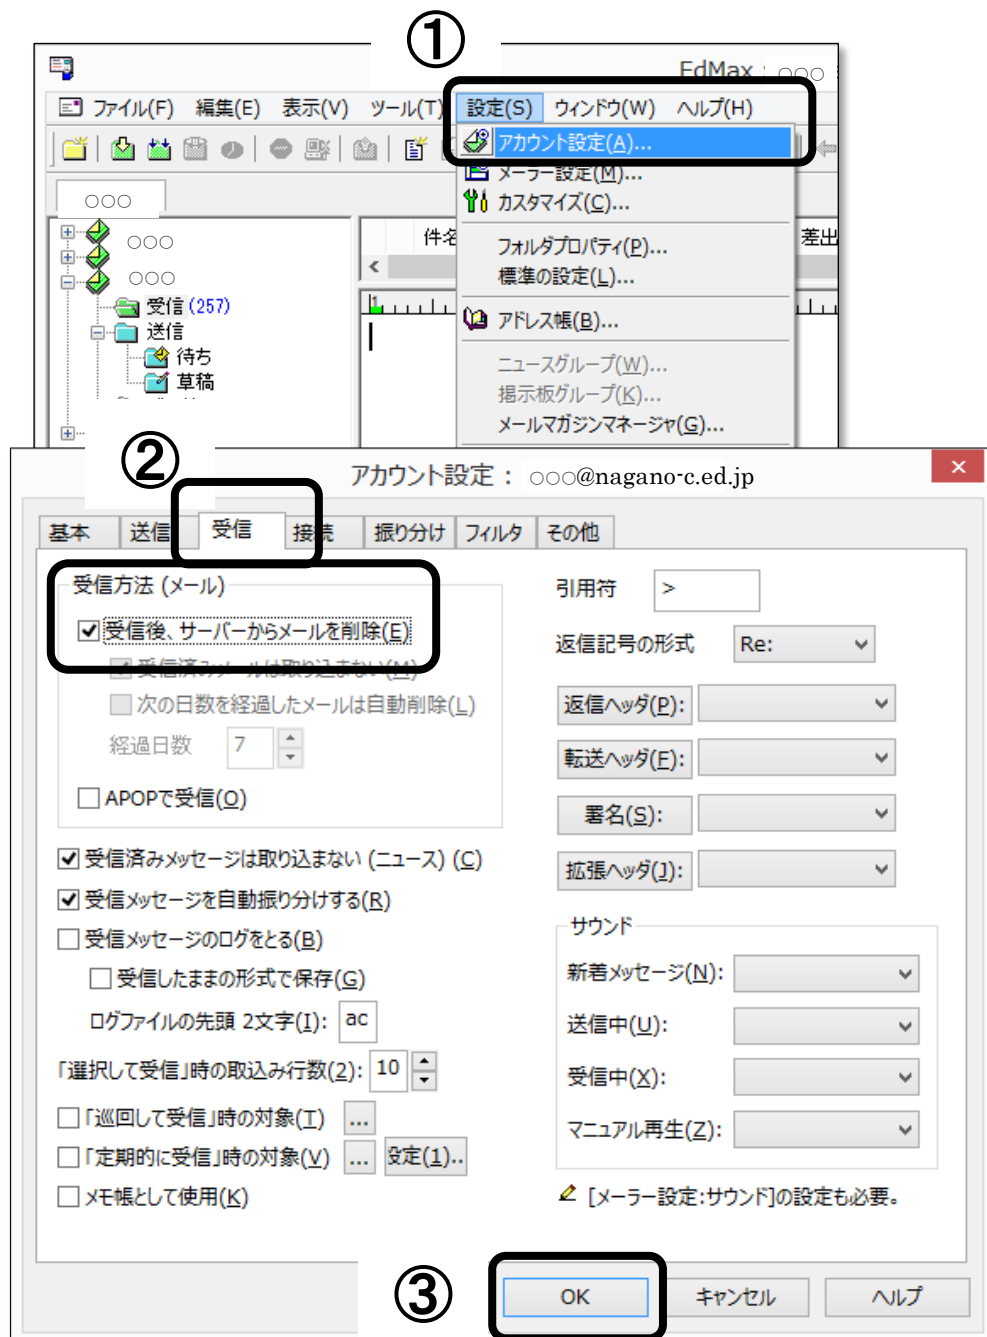 ①
EdMax : ○○○
ファイル(F) 編集(E) 表示(V) ツール(T) 設定(S) ウィンドウ(W) ヘルプ(H)
アカウント設定(A)...
メーラー設定(M)...
○○○
カスタマイズ(C)...
○○○
件名
差出
フォルダプロパティ(P)...
○○○
標準の設定(L)...
受信 (257)
アドレス帳(B)...
送信
待ち
ニュースグループ(W)...
草稿
掲示板グループ(K)...
メールマガジンマネージャ(G)...
②
アカウント設定 : ○○○@nagano-c.ed.jp
基本 送信 受信 接続 振り分け フィルタ その他
受信方法 (メール)
受信後、サーバーからメールを削除(E)
受信済みメールは取り込まない(M)
次の日数を経過したメールは自動削除(L)
経過日数 7
APOPで受信(O)
受信済みメッセージは取り込まない (ニュース) (C)
受信メッセージを自動振り分けする(R)
受信メッセージのログをとる(B)
受信したままの形式で保存(G)
ログファイルの先頭 2文字(I): ac
「選択して受信」時の取込み行数(2): 10
「巡回して受信」時の対象(T) ...
「定期的に受信」時の対象(V) ... 設定(1)..
メモ帳として使用(K)
引用符 >
返信記号の形式 Re:
返信ヘッダ(P):
転送ヘッダ(F):
署名(S):
拡張ヘッダ(J):
サウンド
新着メッセージ(N):
送信中(U):
受信中(X):
マニュアル再生(Z):
[メーラー設定:サウンド]の設定も必要。
③
OK キャンセル ヘルプ